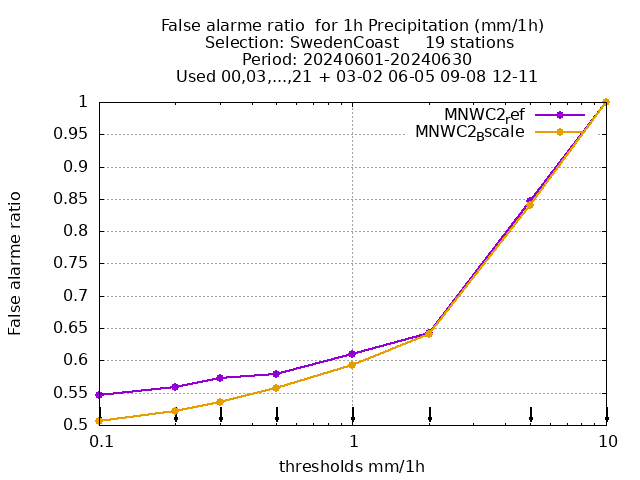 False alarme ratio  for 1h Precipitation (mm/1h)
Selection: SwedenCoast     19 stations
Period: 20240601-20240630
Used 00,03,...,21 + 03-02 06-05 09-08 12-11
MNWC2_ref
MNWC2_Bscale
1
0.95
0.9
0.85
0.8
0.75
0.7
0.65
0.6
0.55
0.5
False alarme ratio
0.1
1
10
thresholds mm/1h